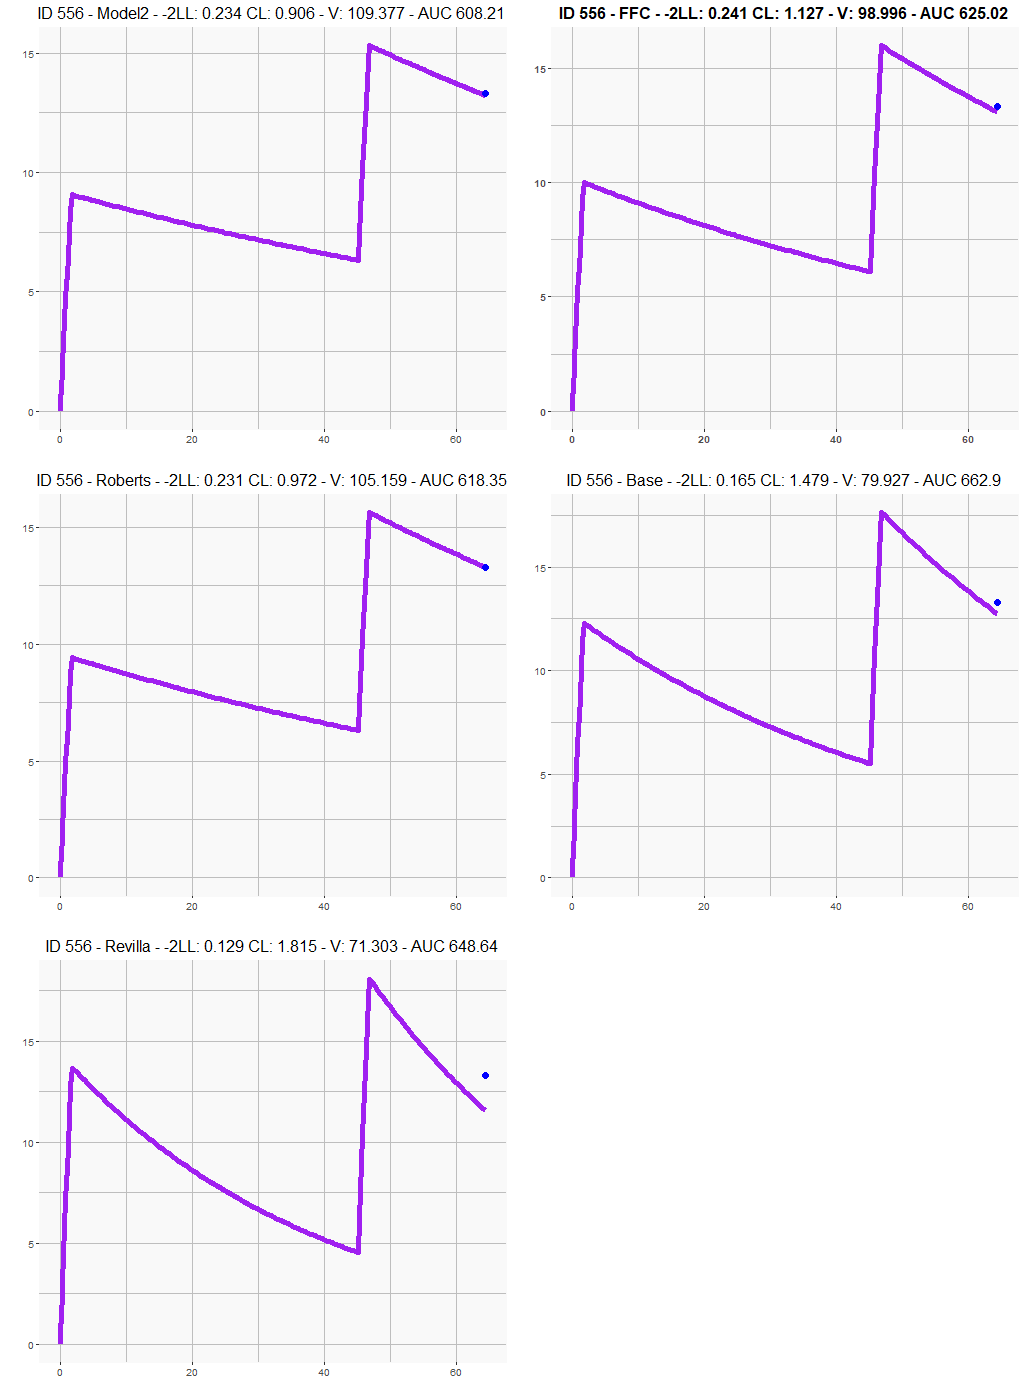 ID 556 - Model2 - -2LL: 0.234 CL: 0.906 - V: 109.377 - AUC 608.21
15
10
5
0
0 20 40 60
ID 556 - FFC - -2LL: 0.241 CL: 1.127 - V: 98.996 - AUC 625.02
15
10
5
0
0 20 40 60
ID 556 - Roberts - -2LL: 0.231 CL: 0.972 - V: 105.159 - AUC 618.35
15
10
5
0
0 20 40 60
ID 556 - Base - -2LL: 0.165 CL: 1.479 - V: 79.927 - AUC 662.9
15
10
5
0
0 20 40 60
ID 556 - Revilla - -2LL: 0.129 CL: 1.815 - V: 71.303 - AUC 648.64
15
10
5
0
0 20 40 60